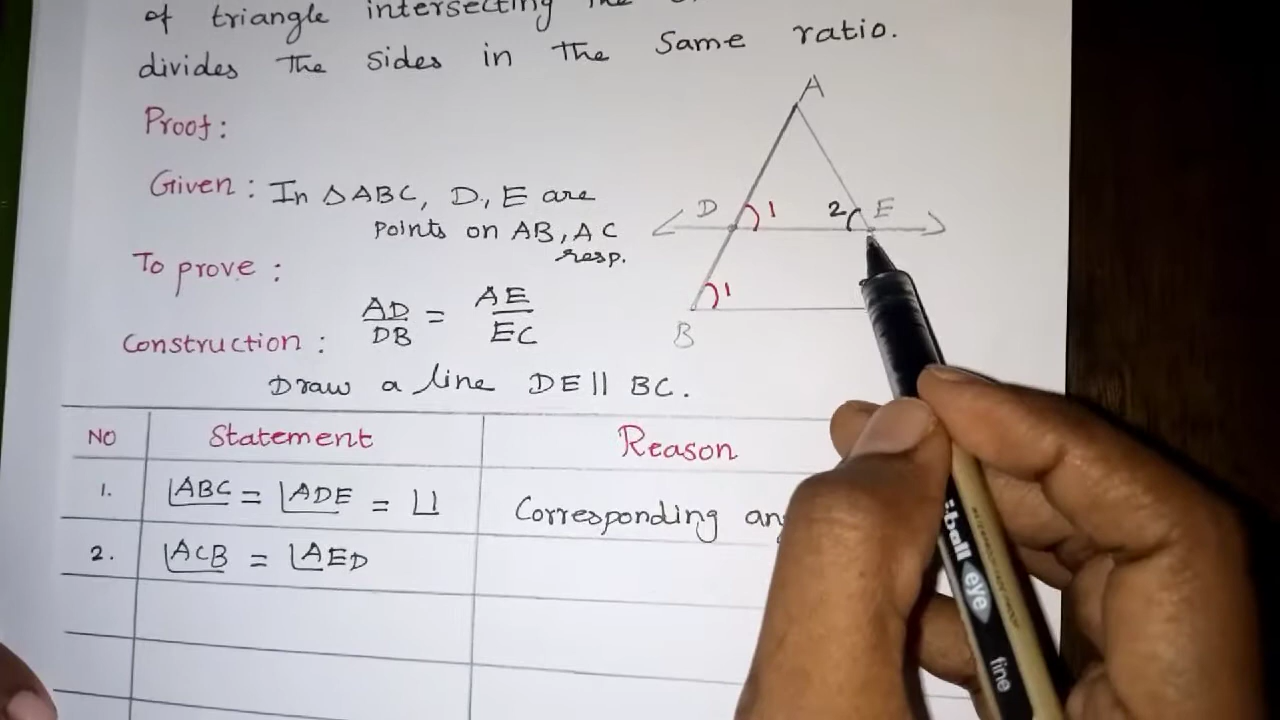 of triangle intersecting the
divides the sides in the same ratio.
Proof:
Given: In △ABC, D, E are
points on AB, AC
resp.
To prove:
AD/DB = AE/EC
Construction:
Draw a line DE || BC.
A
D 1 2 E
1
B
NO Statement Reason
1. ∠ABC = ∠ADE = ∠1 Corresponding
2. ∠ACB = ∠AED
eye
fine